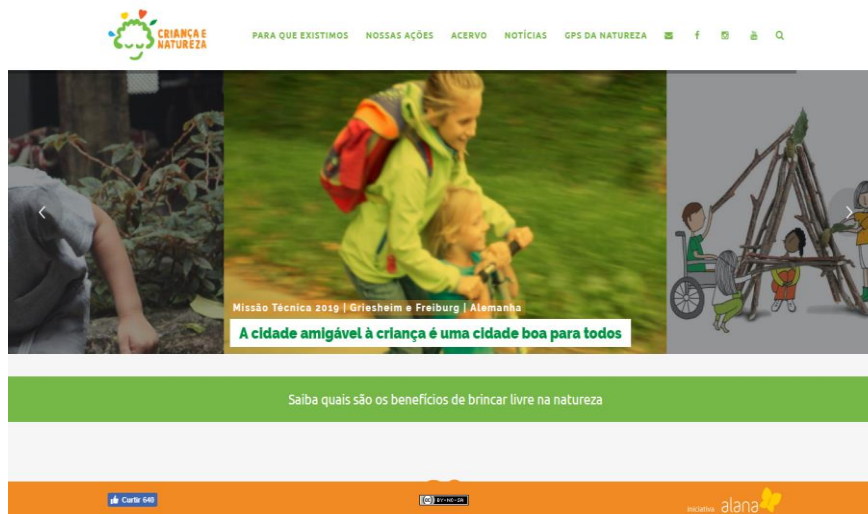 CRIANÇA E
NATUREZA
PARA QUE EXISTIMOS NOSSAS AÇÕES ACERVO NOTÍCIAS GPS DA NATUREZA
Missão Técnica 2019 | Griesheim e Freiburg | Alemanha
A cidade amigável à criança é uma cidade boa para todos
Saiba quais são os benefícios de brincar livre na natureza
Curtir 640
cc BY-NC-SA
iniciativa alana